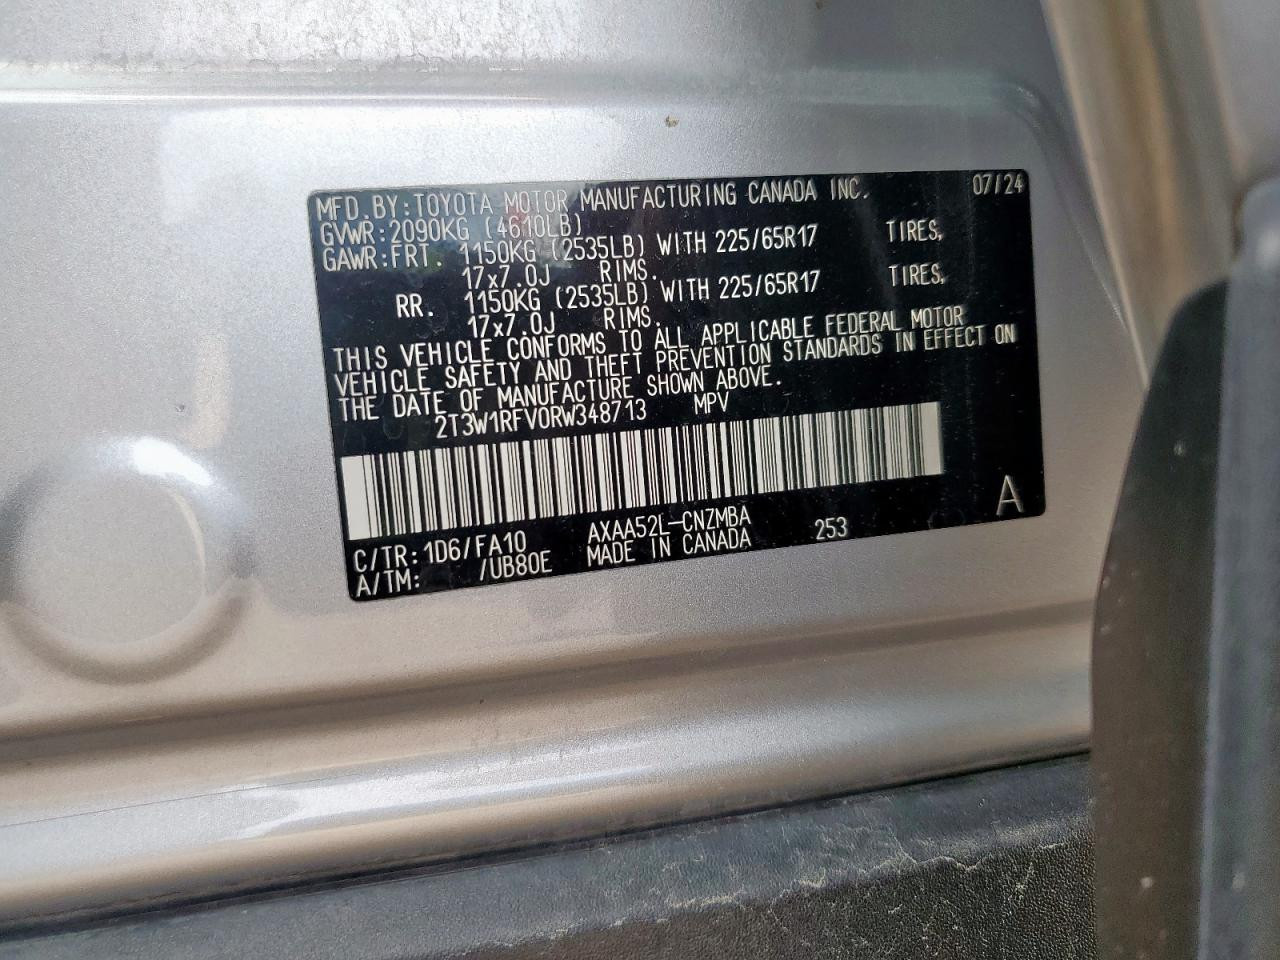 MFD.BY:TOYOTA MOTOR MANUFACTURING CANADA INC. 07/24
GVWR:2090KG (4610LB)
GAWR:FRT. 1150KG (2535LB) WITH 225/65R17 TIRES,
17x7.0J RIMS.
RR. 1150KG (2535LB) WITH 225/65R17 TIRES,
17x7.0J RIMS.
THIS VEHICLE CONFORMS TO ALL APPLICABLE FEDERAL MOTOR
VEHICLE SAFETY AND THEFT PREVENTION STANDARDS IN EFFECT ON
THE DATE OF MANUFACTURE SHOWN ABOVE.
2T3W1RFV0RW348713 MPV
C/TR:1D6/FA10 AXAA52L-CNZMBA 253 A
A/TM: /UB80E MADE IN CANADA